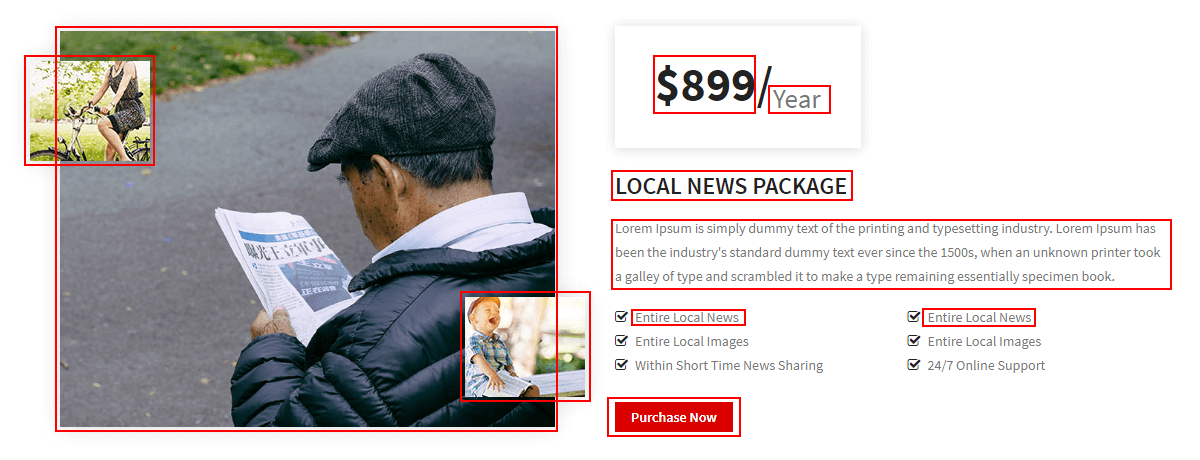 $899/Year
LOCAL NEWS PACKAGE
Lorem Ipsum is simply dummy text of the printing and typesetting industry. Lorem Ipsum has
been the industry's standard dummy text ever since the 1500s, when an unknown printer took
a galley of type and scrambled it to make a type remaining essentially specimen book.
Entire Local News
Entire Local News
Entire Local Images
Entire Local Images
Within Short Time News Sharing
24/7 Online Support
Purchase Now